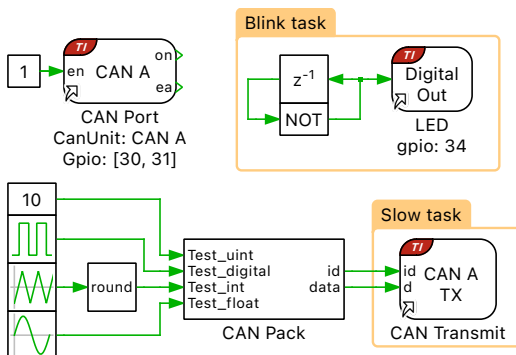 Blink task
1
TI
en
CAN A
on
ea
CAN Port
CanUnit: CAN A
Gpio: [30, 31]
z-1
NOT
TI
Digital
Out
LED
gpio: 34
10
round
Test_uint
Test_digital
Test_int
Test_float
id
data
CAN Pack
Slow task
TI
id
d
CAN A
TX
CAN Transmit